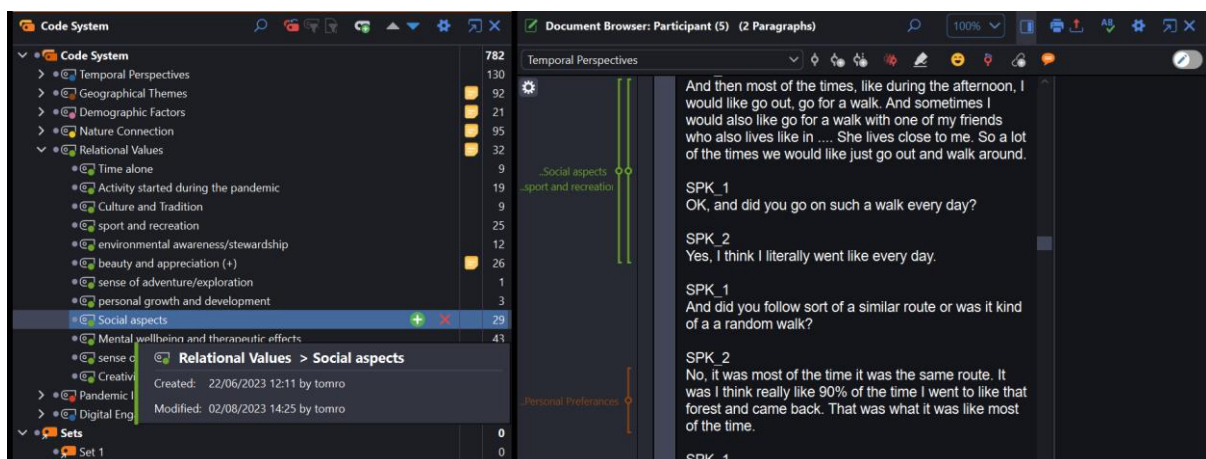 Code System
Code System 782
Temporal Perspectives 130
Geographical Themes 92
Demographic Factors 21
Nature Connection 95
Relational Values 32
Time alone 9
Activity started during the pandemic 19
Culture and Tradition 9
sport and recreation 25
environmental awareness/stewardship 12
beauty and appreciation (+) 26
sense of adventure/exploration 1
personal growth and development 3
Social aspects 29
Mental wellbeing and therapeutic effects 43
sense o
Creativi
Pandemic I
Digital Eng
Relational Values > Social aspects
Created: 22/06/2023 12:11 by tomro
Modified: 02/08/2023 14:25 by tomro
Sets 0
Set 1 0
Document Browser: Participant (5) (2 Paragraphs)
100%
Temporal Perspectives
..Social aspects
..sport and recreation
..Personal Preferances
And then most of the times, like during the afternoon, I
would like go out, go for a walk. And sometimes I
would also like go for a walk with one of my friends
who also lives like in .... She lives close to me. So a lot
of the times we would like just go out and walk around.
SPK_1
OK, and did you go on such a walk every day?
SPK_2
Yes, I think I literally went like every day.
SPK_1
And did you follow sort of a similar route or was it kind
of a a random walk?
SPK_2
No, it was most of the time it was the same route. It
was I think really like 90% of the time I went to like that
forest and came back. That was what it was like most
of the time.
SPK_1